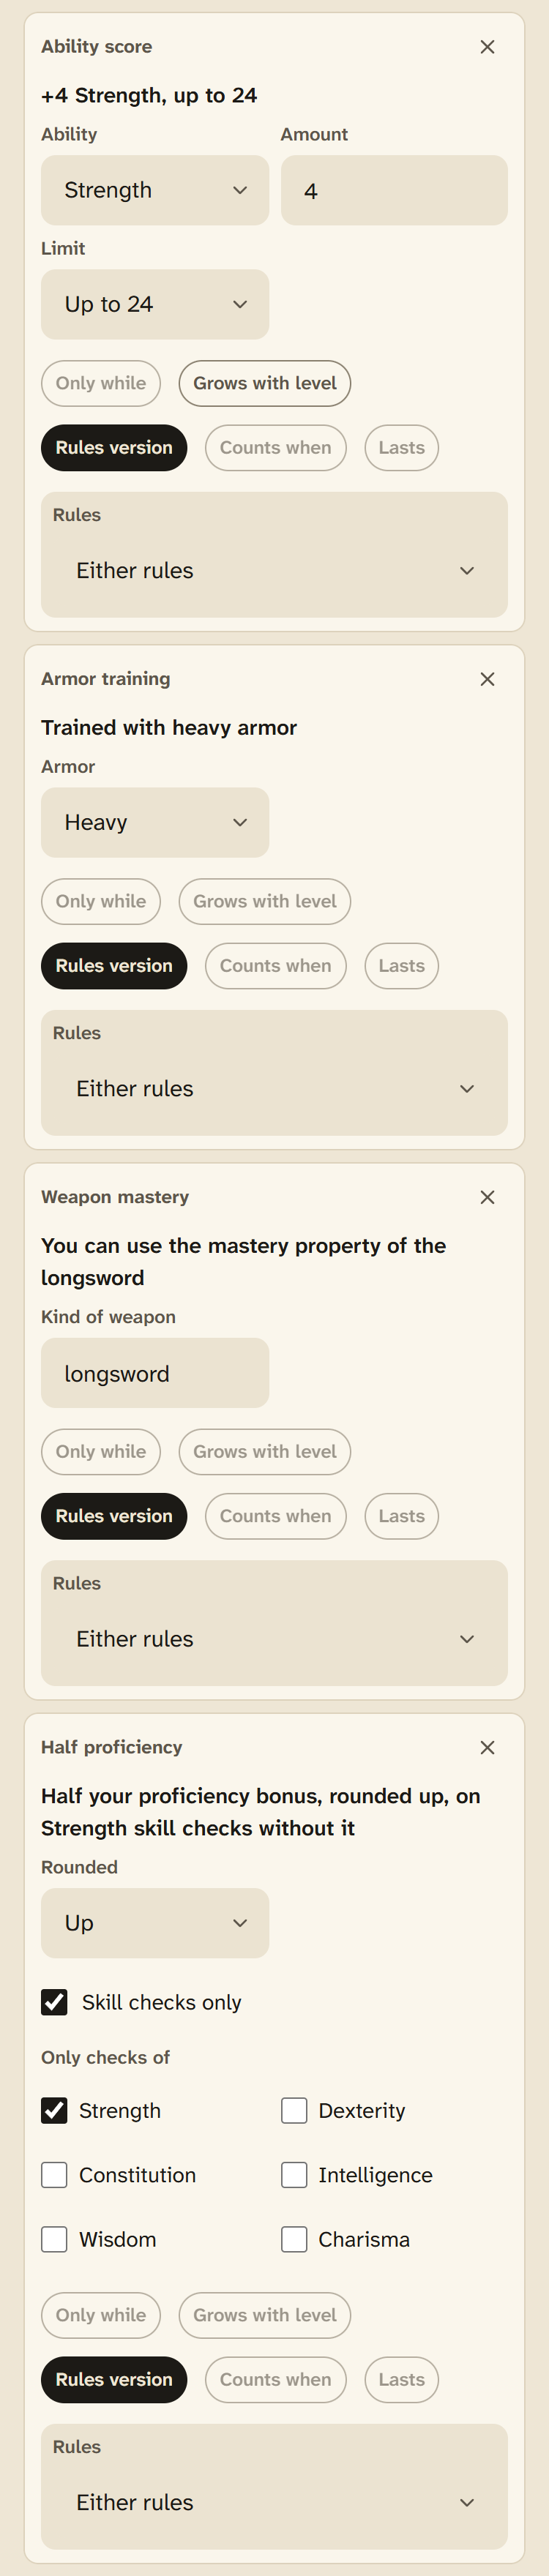 Ability score
+4 Strength, up to 24
Ability
Amount
Strength
4
Limit
Up to 24
Only while
Grows with level
Rules version
Counts when
Lasts
Rules
Either rules
Armor training
Trained with heavy armor
Armor
Heavy
Only while
Grows with level
Rules version
Counts when
Lasts
Rules
Either rules
Weapon mastery
You can use the mastery property of the
longsword
Kind of weapon
longsword
Only while
Grows with level
Rules version
Counts when
Lasts
Rules
Either rules
Half proficiency
Half your proficiency bonus, rounded up, on
Strength skill checks without it
Rounded
Up
Skill checks only
Only checks of
Strength
Dexterity
Constitution
Intelligence
Wisdom
Charisma
Only while
Grows with level
Rules version
Counts when
Lasts
Rules
Either rules